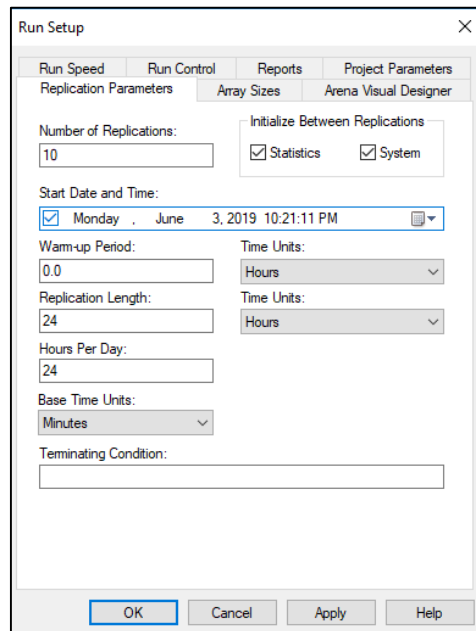 Run Setup
Run Speed Run Control Reports Project Parameters
Replication Parameters Array Sizes Arena Visual Designer
Number of Replications:
10
Initialize Between Replications
Statistics System
Start Date and Time:
Monday , June 3, 2019 10:21:11 PM
Warm-up Period: Time Units:
0.0 Hours
Replication Length: Time Units:
24 Hours
Hours Per Day:
24
Base Time Units:
Minutes
Terminating Condition:
OK Cancel Apply Help